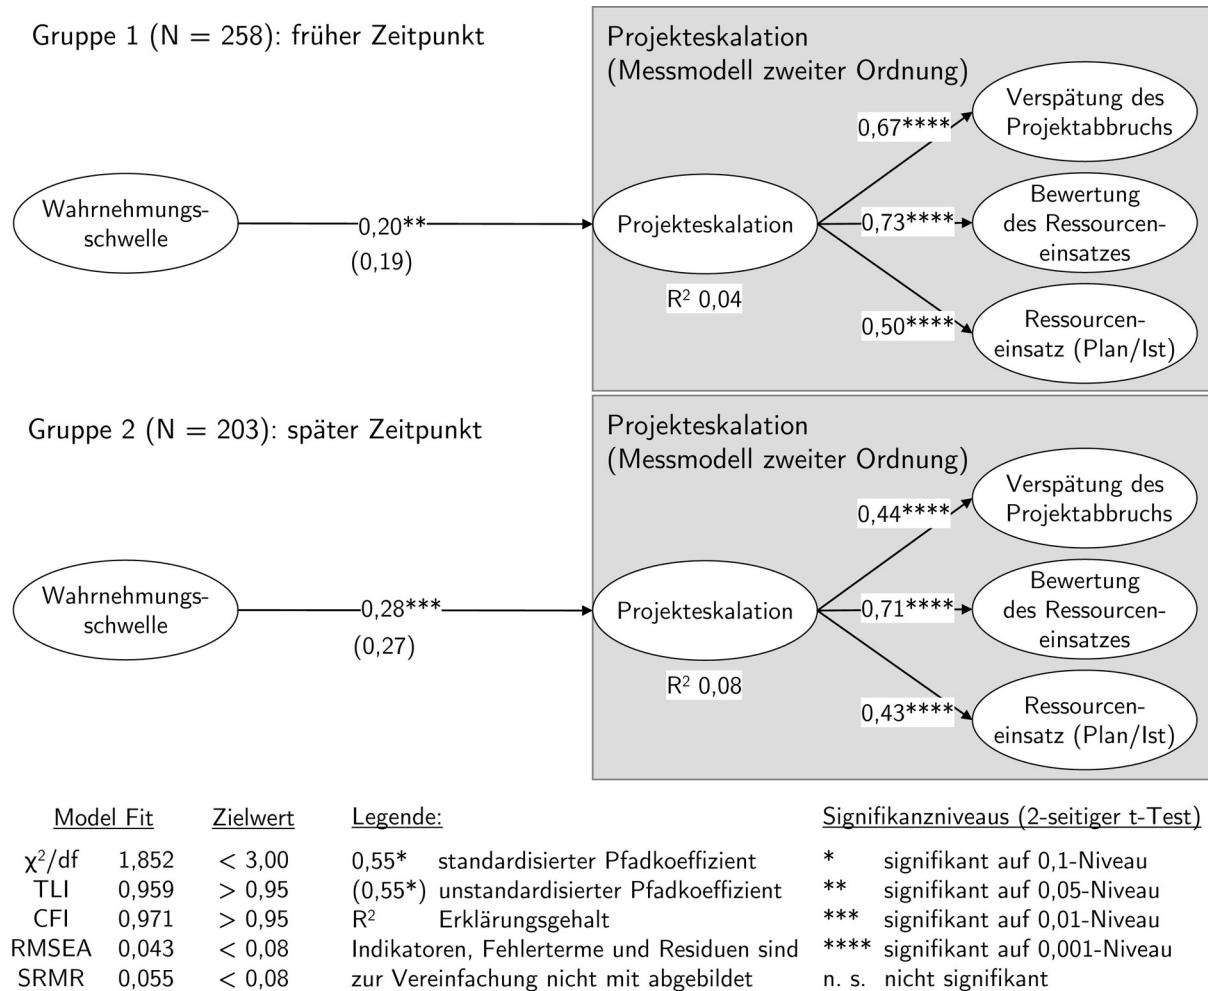 Gruppe 1 (N = 258): früher Zeitpunkt
Projekteskalation
(Messmodell zweiter Ordnung)
Wahrnehmungs-
schwelle
0,20**
(0,19)
Projekteskalation
R² 0,04
0,67****
Verspätung des
Projektabbruchs
0,73****
Bewertung
des Ressourcen-
einsatzes
0,50****
Ressourcen-
einsatz (Plan/Ist)
Gruppe 2 (N = 203): später Zeitpunkt
Projekteskalation
(Messmodell zweiter Ordnung)
Wahrnehmungs-
schwelle
0,28***
(0,27)
Projekteskalation
R² 0,08
0,44****
Verspätung des
Projektabbruchs
0,71****
Bewertung
des Ressourcen-
einsatzes
0,43****
Ressourcen-
einsatz (Plan/Ist)
Model Fit Zielwert
χ²/df 1,852 < 3,00
TLI 0,959 > 0,95
CFI 0,971 > 0,95
RMSEA 0,043 < 0,08
SRMR 0,055 < 0,08
Legende:
0,55* standardisierter Pfadkoeffizient
(0,55*) unstandardisierter Pfadkoeffizient
R² Erklärungsgehalt
Indikatoren, Fehlerterme und Residuen sind
zur Vereinfachung nicht mit abgebildet
Signifikanzniveaus (2-seitiger t-Test)
* signifikant auf 0,1-Niveau
** signifikant auf 0,05-Niveau
*** signifikant auf 0,01-Niveau
**** signifikant auf 0,001-Niveau
n. s. nicht signifikant